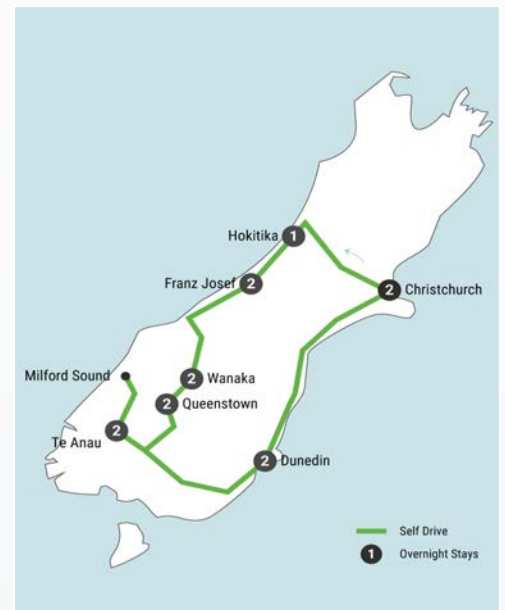 Hokitika 1
Franz Josef 2
2 Christchurch
Milford Sound
2 Wanaka
2 Queenstown
2
Te Anau
2 Dunedin
Self Drive
1 Overnight Stays